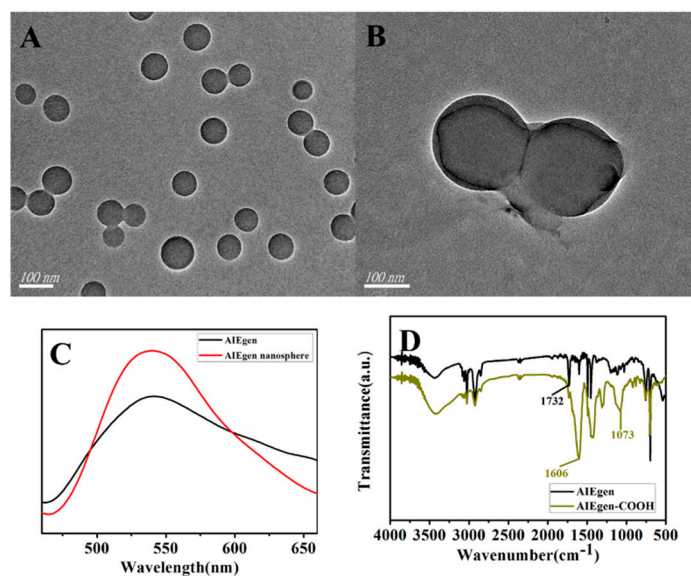 A
100 nm
B
100 nm
C
AIEgen
AIEgen nanosphere
500
550
600
650
Wavelength(nm)
D
Transmittance(a.u.)
1732
1073
1606
AIEgen
AIEgen-COOH
4000
3500
3000
2500
2000
1500
1000
500
Wavenumber(cm-1)